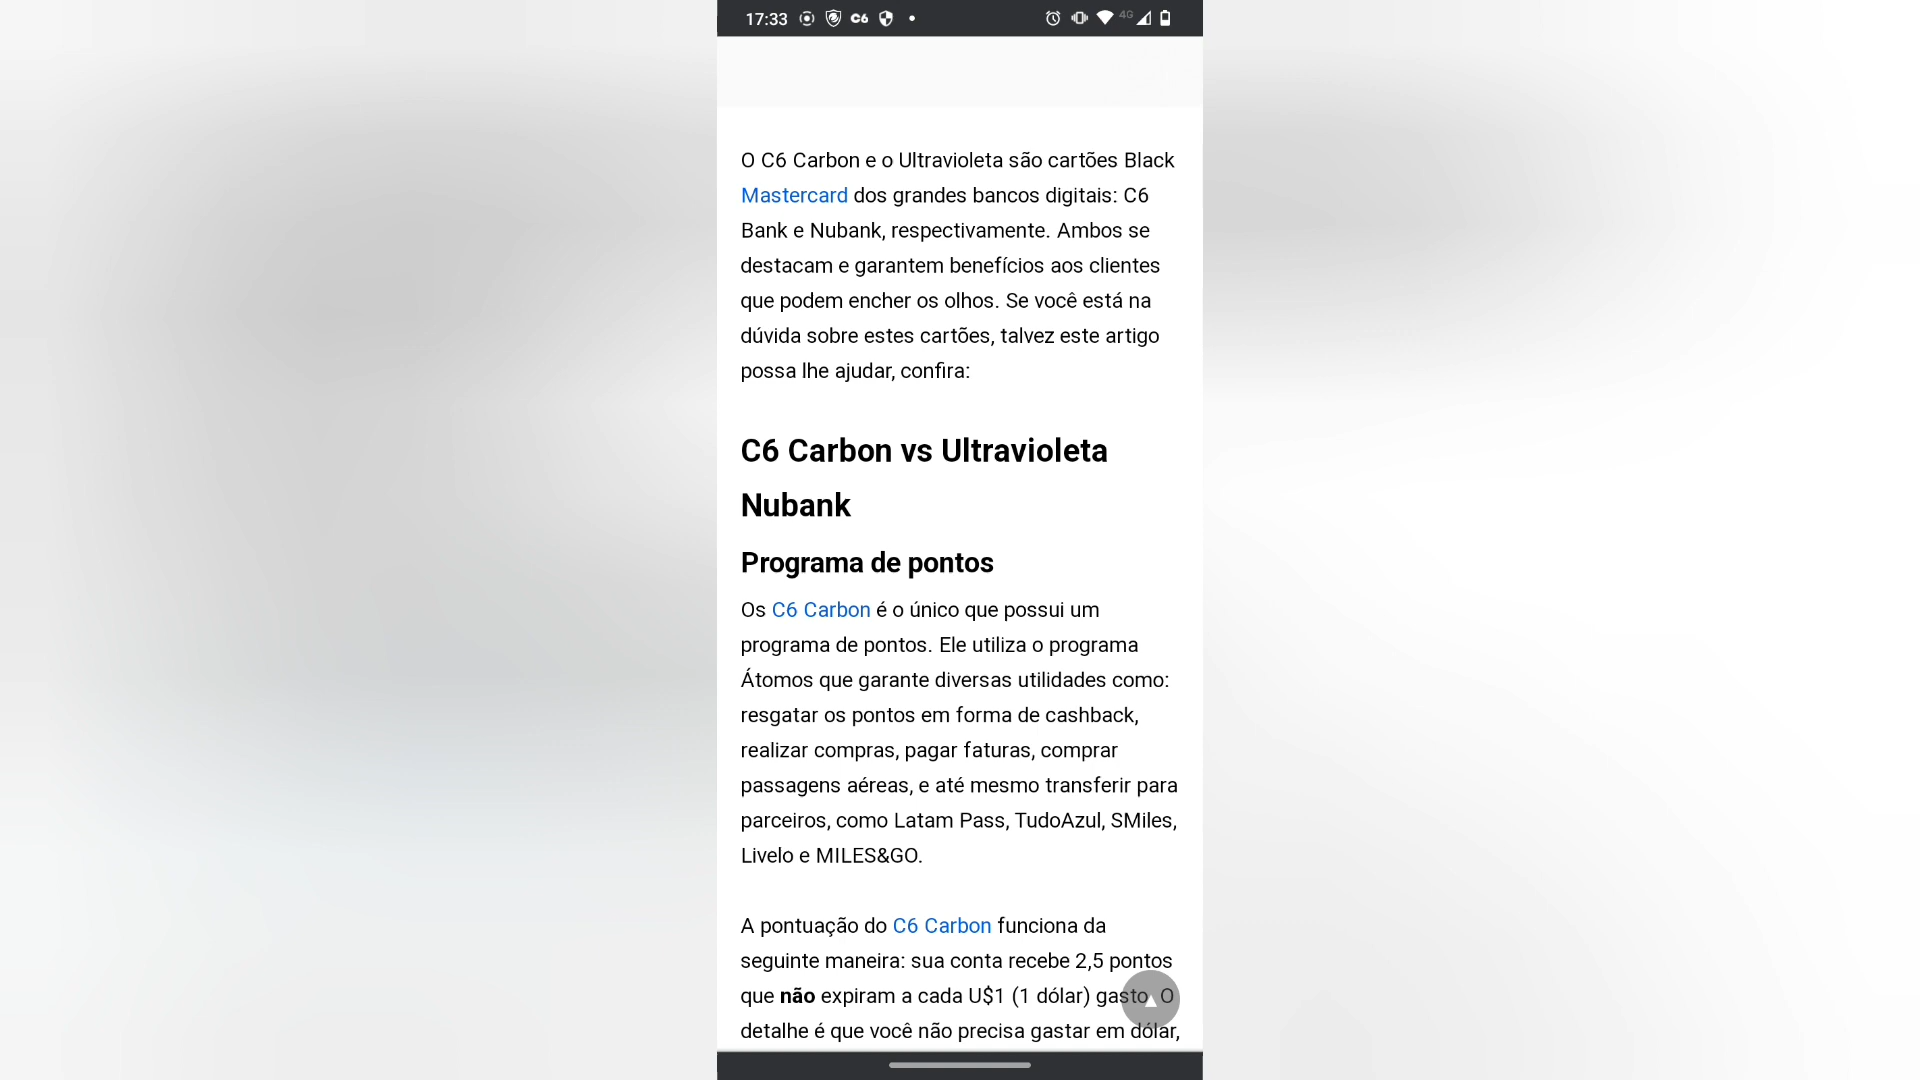 17:33 C6 4G
O C6 Carbon e o Ultravioleta são cartões Black
Mastercard dos grandes bancos digitais: C6
Bank e Nubank, respectivamente. Ambos se
destacam e garantem benefícios aos clientes
que podem encher os olhos. Se você está na
dúvida sobre estes cartões, talvez este artigo
possa lhe ajudar, confira:
C6 Carbon vs Ultravioleta
Nubank
Programa de pontos
Os C6 Carbon é o único que possui um
programa de pontos. Ele utiliza o programa
Átomos que garante diversas utilidades como:
resgatar os pontos em forma de cashback,
realizar compras, pagar faturas, comprar
passagens aéreas, e até mesmo transferir para
parceiros, como Latam Pass, TudoAzul, SMiles,
Livelo e MILES&GO.
A pontuação do C6 Carbon funciona da
seguinte maneira: sua conta recebe 2,5 pontos
que não expiram a cada U$1 (1 dólar) gasto. O
detalhe é que você não precisa gastar em dólar,